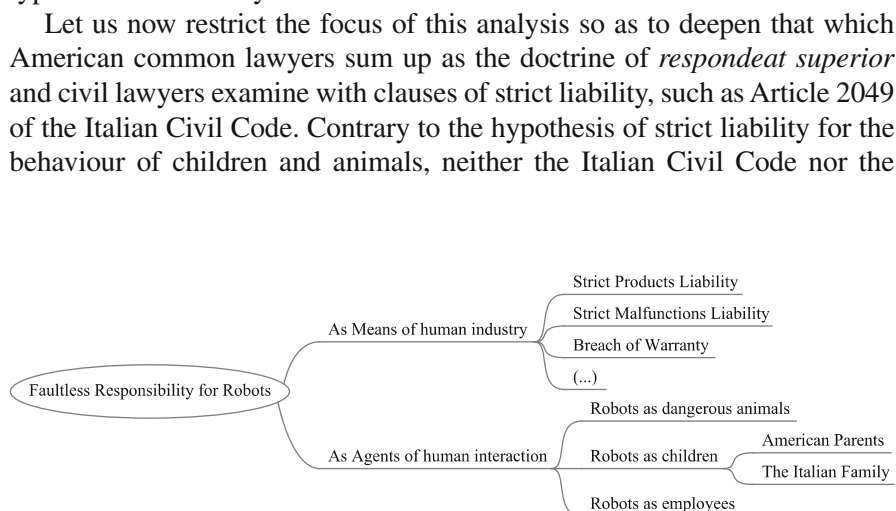 Let us now restrict the focus of this analysis so as to deepen that which
American common lawyers sum up as the doctrine of respondeat superior
and civil lawyers examine with clauses of strict liability, such as Article 2049
of the Italian Civil Code. Contrary to the hypothesis of strict liability for the
behaviour of children and animals, neither the Italian Civil Code nor the
Strict Products Liability
Strict Malfunctions Liability
As Means of human industry
Breach of Warranty
(...)
Faultless Responsibility for Robots
Robots as dangerous animals
As Agents of human interaction
Robots as children
American Parents
The Italian Family
Robots as employees